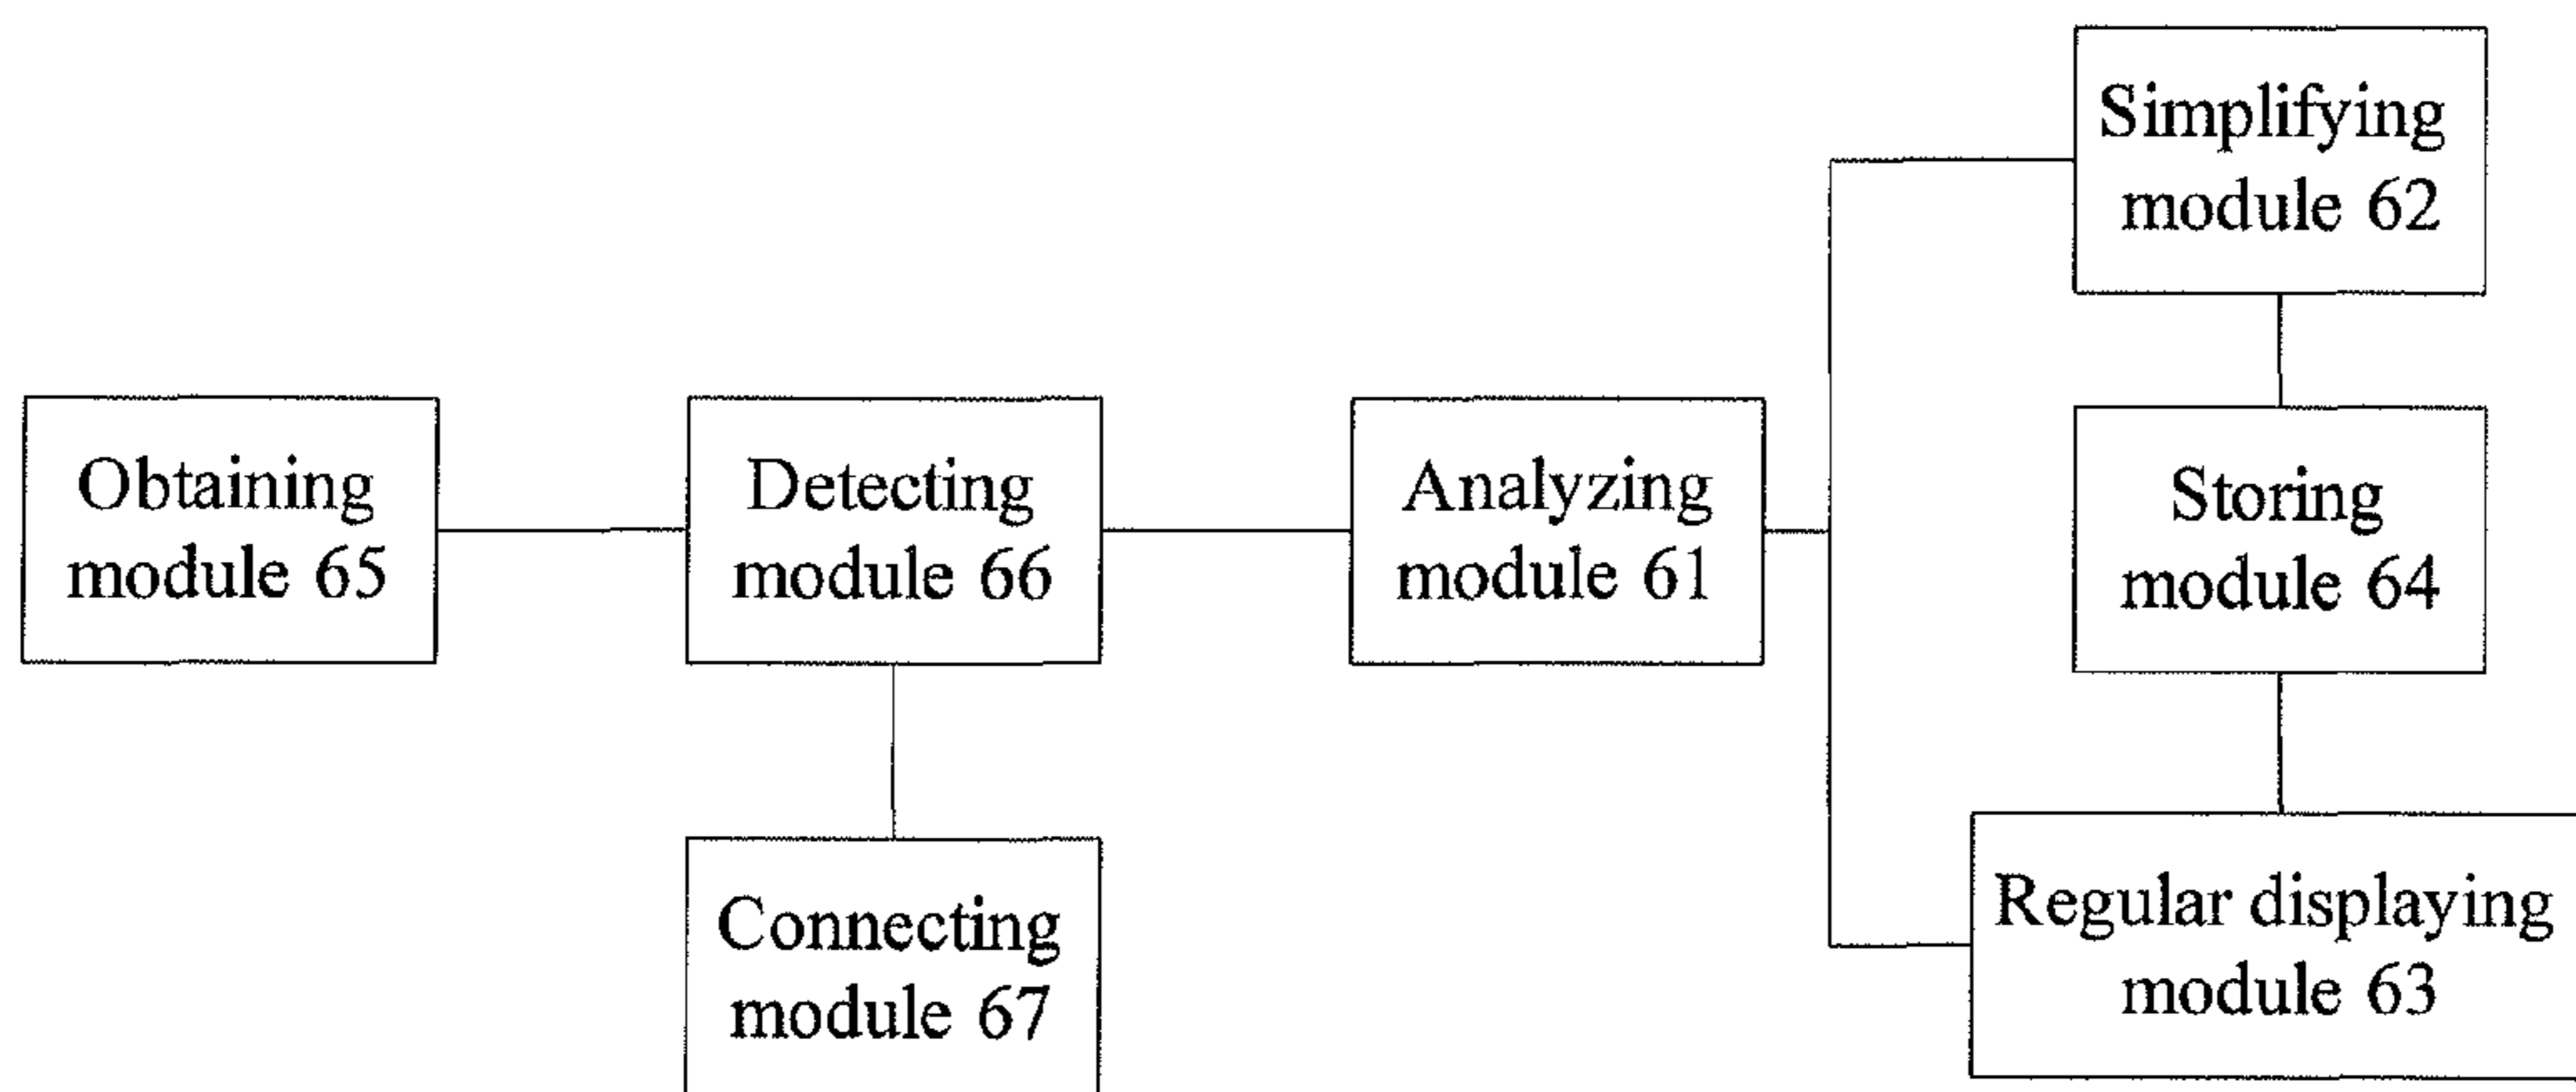 Simplifying
module 62
Obtaining
module 65
Detecting
module 66
Analyzing
module 61
Storing
module 64
Connecting
module 67
Regular displaying
module 63